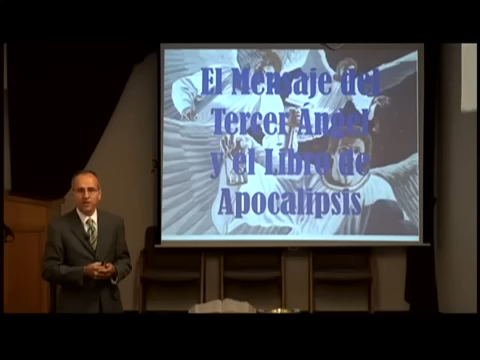 El Mensaje del
Tercer Ángel
y el Libro de
Apocalipsis